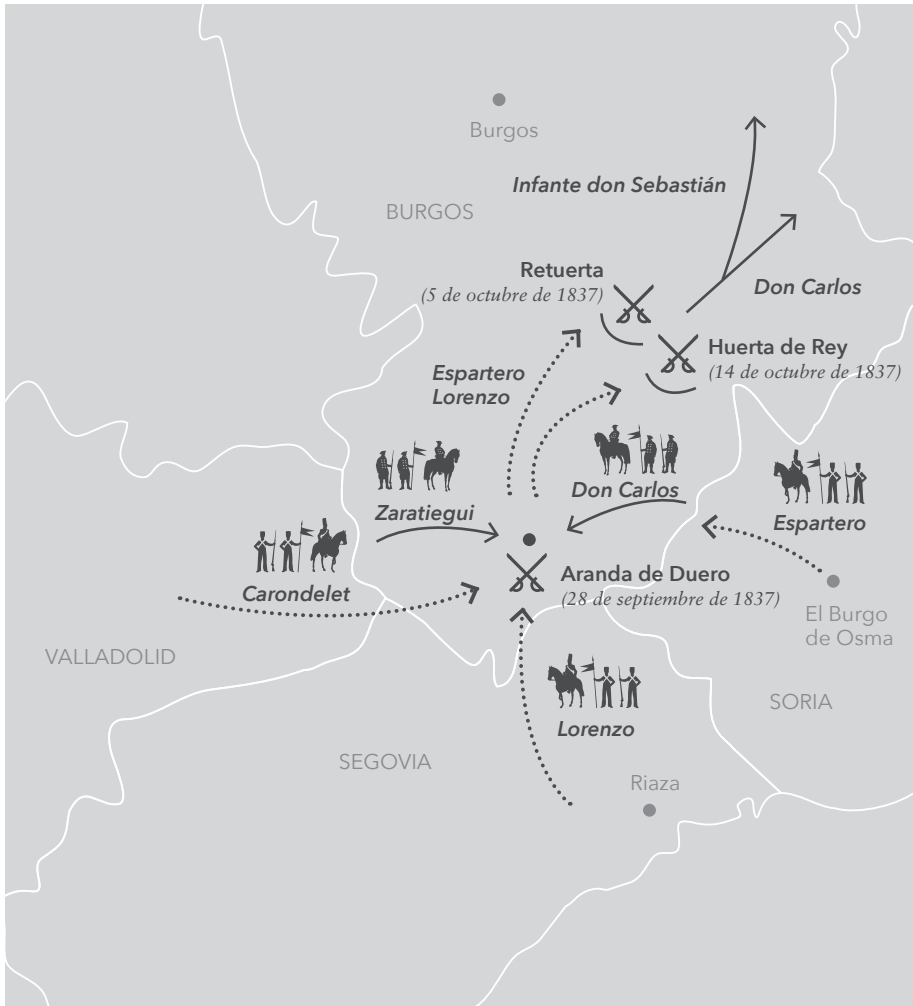 Burgos
Infante don Sebastián
BURGOS
Retuerta
(5 de octubre de 1837)
Don Carlos
Huerta de Rey
(14 de octubre de 1837)
Espartero
Lorenzo
Don Carlos
Zaratiegui
Espartero
Carondelet
Aranda de Duero
(28 de septiembre de 1837)
El Burgo
de Osma
VALLADOLID
SORIA
Lorenzo
SEGOVIA
Riaza